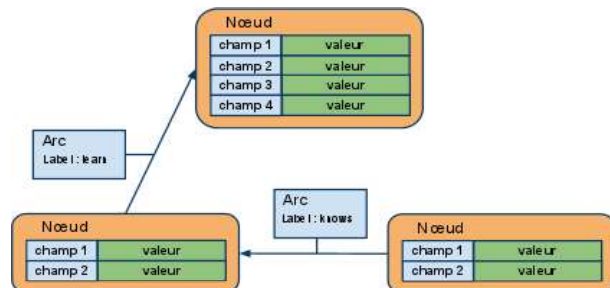 Nœud
champ 1 valeur
champ 2 valeur
champ 3 valeur
champ 4 valeur
Arc
Label : learn
Arc
Label : knows
Nœud
champ 1 valeur
champ 2 valeur
Nœud
champ 1 valeur
champ 2 valeur